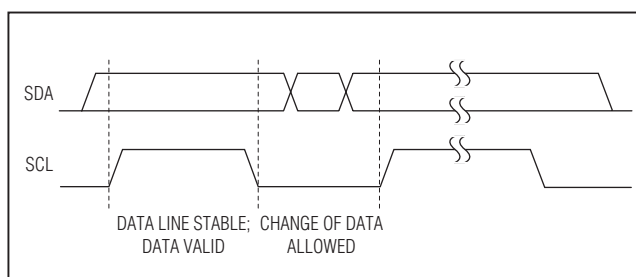 SDA
SCL
DATA LINE STABLE; CHANGE OF DATA
DATA VALID ALLOWED